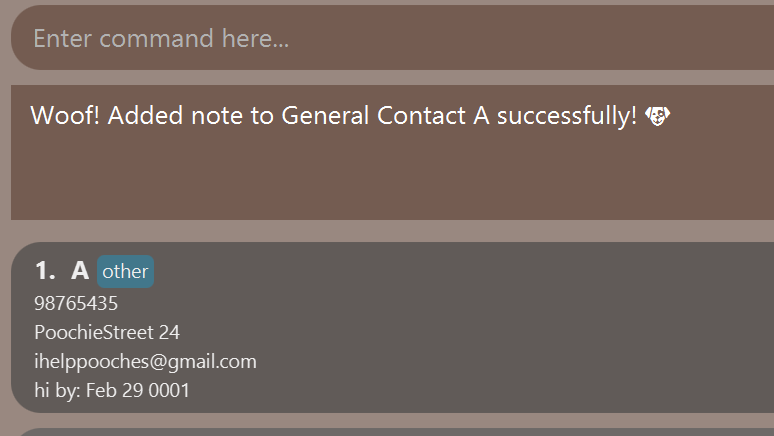 Enter command here...
Woof! Added note to General Contact A successfully! 🐶
1. A other
98765435
PoochieStreet 24
ihelppooches@gmail.com
hi by: Feb 29 0001